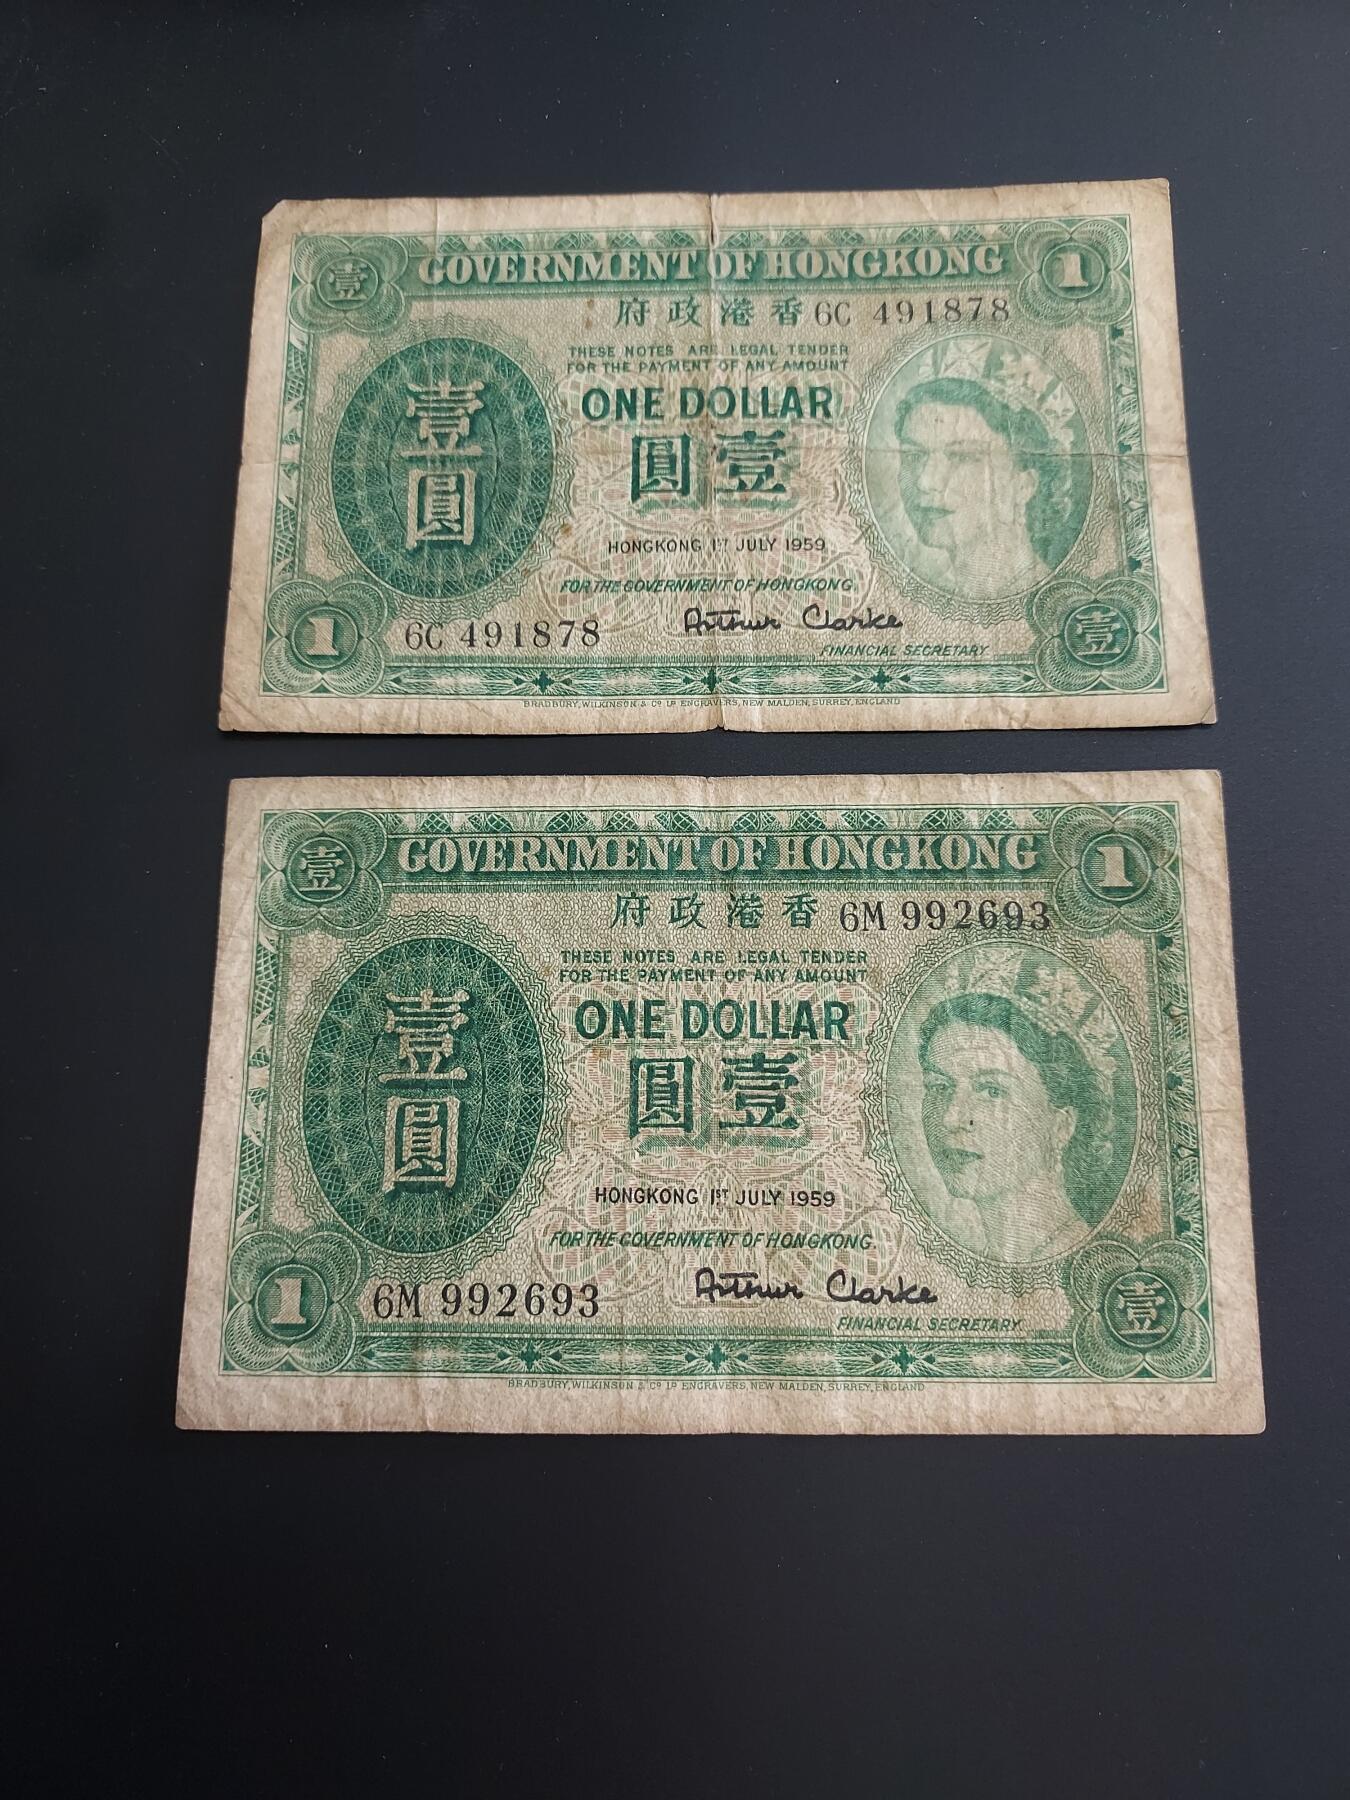 壹 GOVERNMENT OF HONGKONG 1
府政港香 6C 491878
THESE NOTES ARE LEGAL TENDER
FOR THE PAYMENT OF ANY AMOUNT
ONE DOLLAR
圓壹
壹圓
HONGKONG 1ST JULY 1959
FOR THE GOVERNMENT OF HONGKONG.
1 6C 491878 Arthur Clarke 壹
FINANCIAL SECRETARY
BRADBURY, WILKINSON & Cº Lᴰ ENGRAVERS, NEW MALDEN, SURREY, ENGLAND
壹 GOVERNMENT OF HONGKONG 1
府政港香 6M 992693
THESE NOTES ARE LEGAL TENDER
FOR THE PAYMENT OF ANY AMOUNT
ONE DOLLAR
圓壹
壹圓
HONGKONG 1ST JULY 1959
FOR THE GOVERNMENT OF HONGKONG.
1 6M 992693 Arthur Clarke 壹
FINANCIAL SECRETARY
BRADBURY, WILKINSON & Cº Lᴰ ENGRAVERS, NEW MALDEN, SURREY, ENGLAND